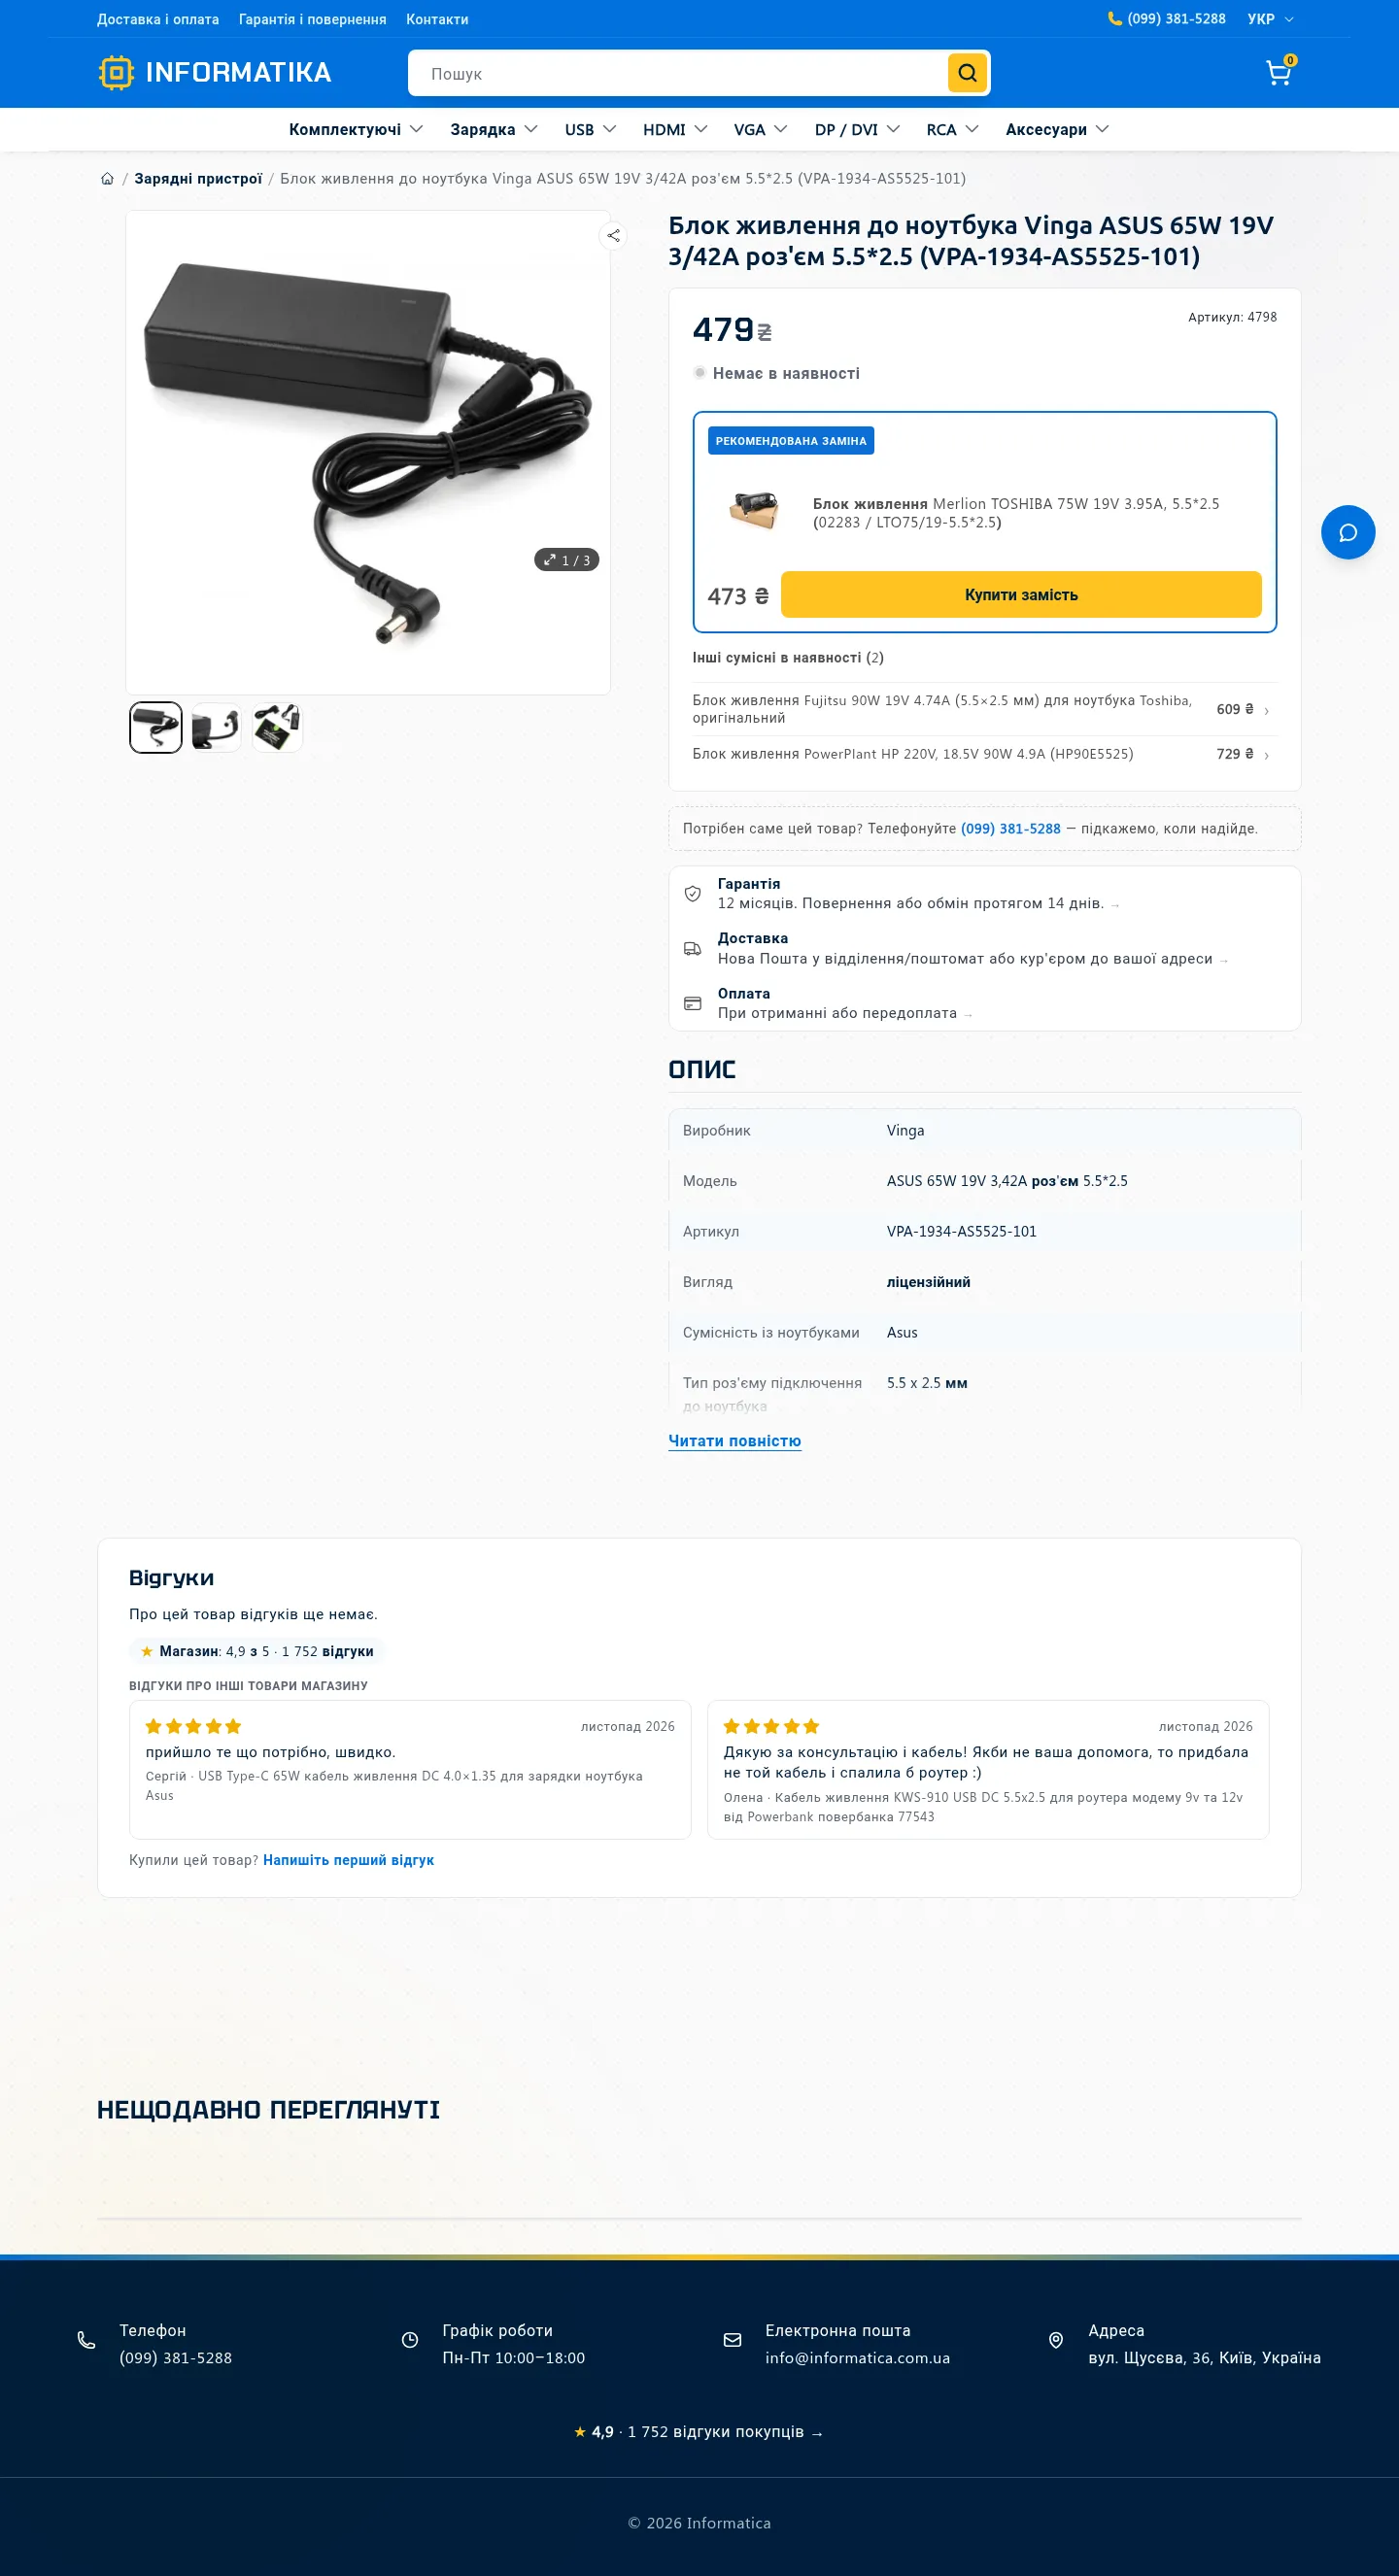 Доставка і оплата Гарантія і повернення Контакти (099) 381-5288 УКР
INFORMATIKA Пошук 0
Комплектуючі Зарядка USB HDMI VGA DP / DVI RCA Аксесуари
/ Зарядні пристрої / Блок живлення до ноутбука Vinga ASUS 65W 19V 3/42A роз'єм 5.5*2.5 (VPA-1934-AS5525-101)
Блок живлення до ноутбука Vinga ASUS 65W 19V
3/42A роз'єм 5.5*2.5 (VPA-1934-AS5525-101)
479₴
Артикул: 4798
Немає в наявності
РЕКОМЕНДОВАНА ЗАМІНА
Блок живлення Merlion TOSHIBA 75W 19V 3.95A, 5.5*2.5
(02283 / LTO75/19-5.5*2.5)
1 / 3
473 ₴ Купити замість
Інші сумісні в наявності (2)
Блок живлення Fujitsu 90W 19V 4.74A (5.5×2.5 мм) для ноутбука Toshiba,
оригінальний
609 ₴ ›
Блок живлення PowerPlant HP 220V, 18.5V 90W 4.9A (HP90E5525) 729 ₴ ›
Потрібен саме цей товар? Телефонуйте (099) 381-5288 — підкажемо, коли надійде.
Гарантія
12 місяців. Повернення або обмін протягом 14 днів. →
Доставка
Нова Пошта у відділення/поштомат або кур'єром до вашої адреси →
Оплата
При отриманні або передоплата →
ОПИС
Виробник Vinga
Модель ASUS 65W 19V 3,42A роз'єм 5.5*2.5
Артикул VPA-1934-AS5525-101
Вигляд ліцензійний
Сумісність із ноутбуками Asus
Тип роз'єму підключення 5.5 x 2.5 мм
до ноутбука
Читати повністю
Відгуки
Про цей товар відгуків ще немає.
★ Магазин: 4,9 з 5 · 1 752 відгуки
ВІДГУКИ ПРО ІНШІ ТОВАРИ МАГАЗИНУ
листопад 2026
прийшло те що потрібно, швидко.
Сергій · USB Type-C 65W кабель живлення DC 4.0×1.35 для зарядки ноутбука
Asus
листопад 2026
Дякую за консультацію і кабель! Якби не ваша допомога, то придбала
не той кабель і спалила б роутер :)
Олена · Кабель живлення KWS-910 USB DC 5.5x2.5 для роутера модему 9v та 12v
від Powerbank повербанка 77543
Купили цей товар? Напишіть перший відгук
НЕЩОДАВНО ПЕРЕГЛЯНУТІ
Телефон
(099) 381-5288
Графік роботи
Пн-Пт 10:00–18:00
Електронна пошта
info@informatica.com.ua
Адреса
вул. Щусєва, 36, Київ, Україна
★ 4,9 · 1 752 відгуки покупців →
© 2026 Informatica